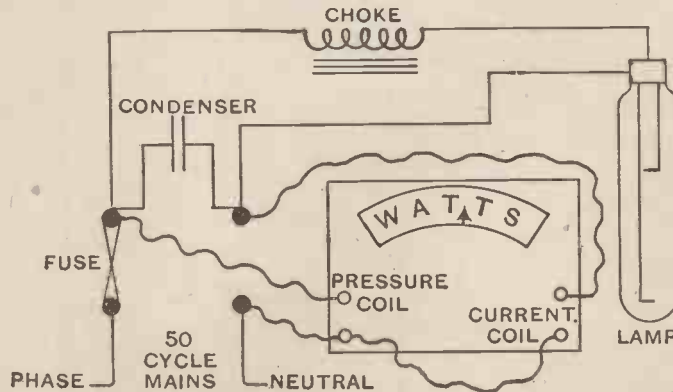 CHOKE
CONDENSER
WATTS
FUSE
PRESSURE
COIL
CURRENT.
COIL
LAMP
50
CYCLE
MAINS
PHASE
NEUTRAL